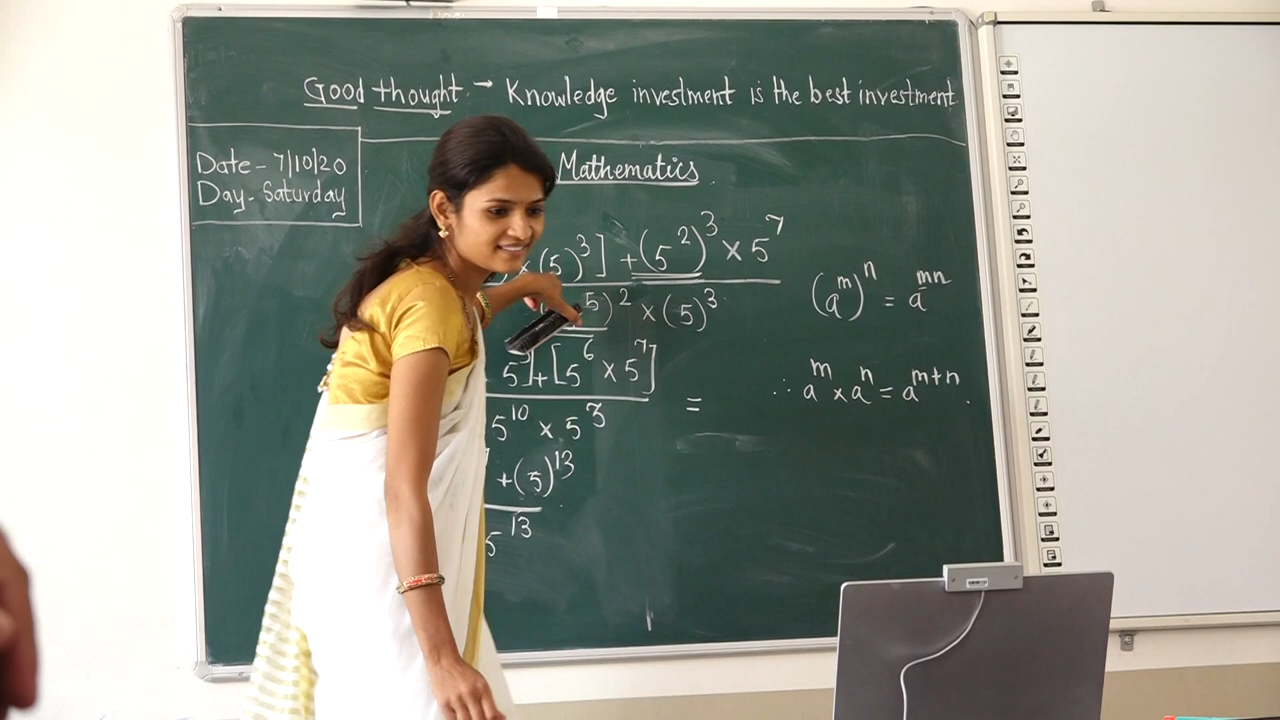 Good thought → Knowledge investment is the best investment
Date - 7/10/20
Day - Saturday
Mathematics
×(5)³] + (5²)³ × 5⁷
5)² × (5)³
5³] + [5⁶ × 5⁷]
5¹⁰ × 5³
=
+ (5)¹³
5¹³
(aᵐ)ⁿ = aᵐⁿ
∴ aᵐ × aⁿ = aᵐ⁺ⁿ.